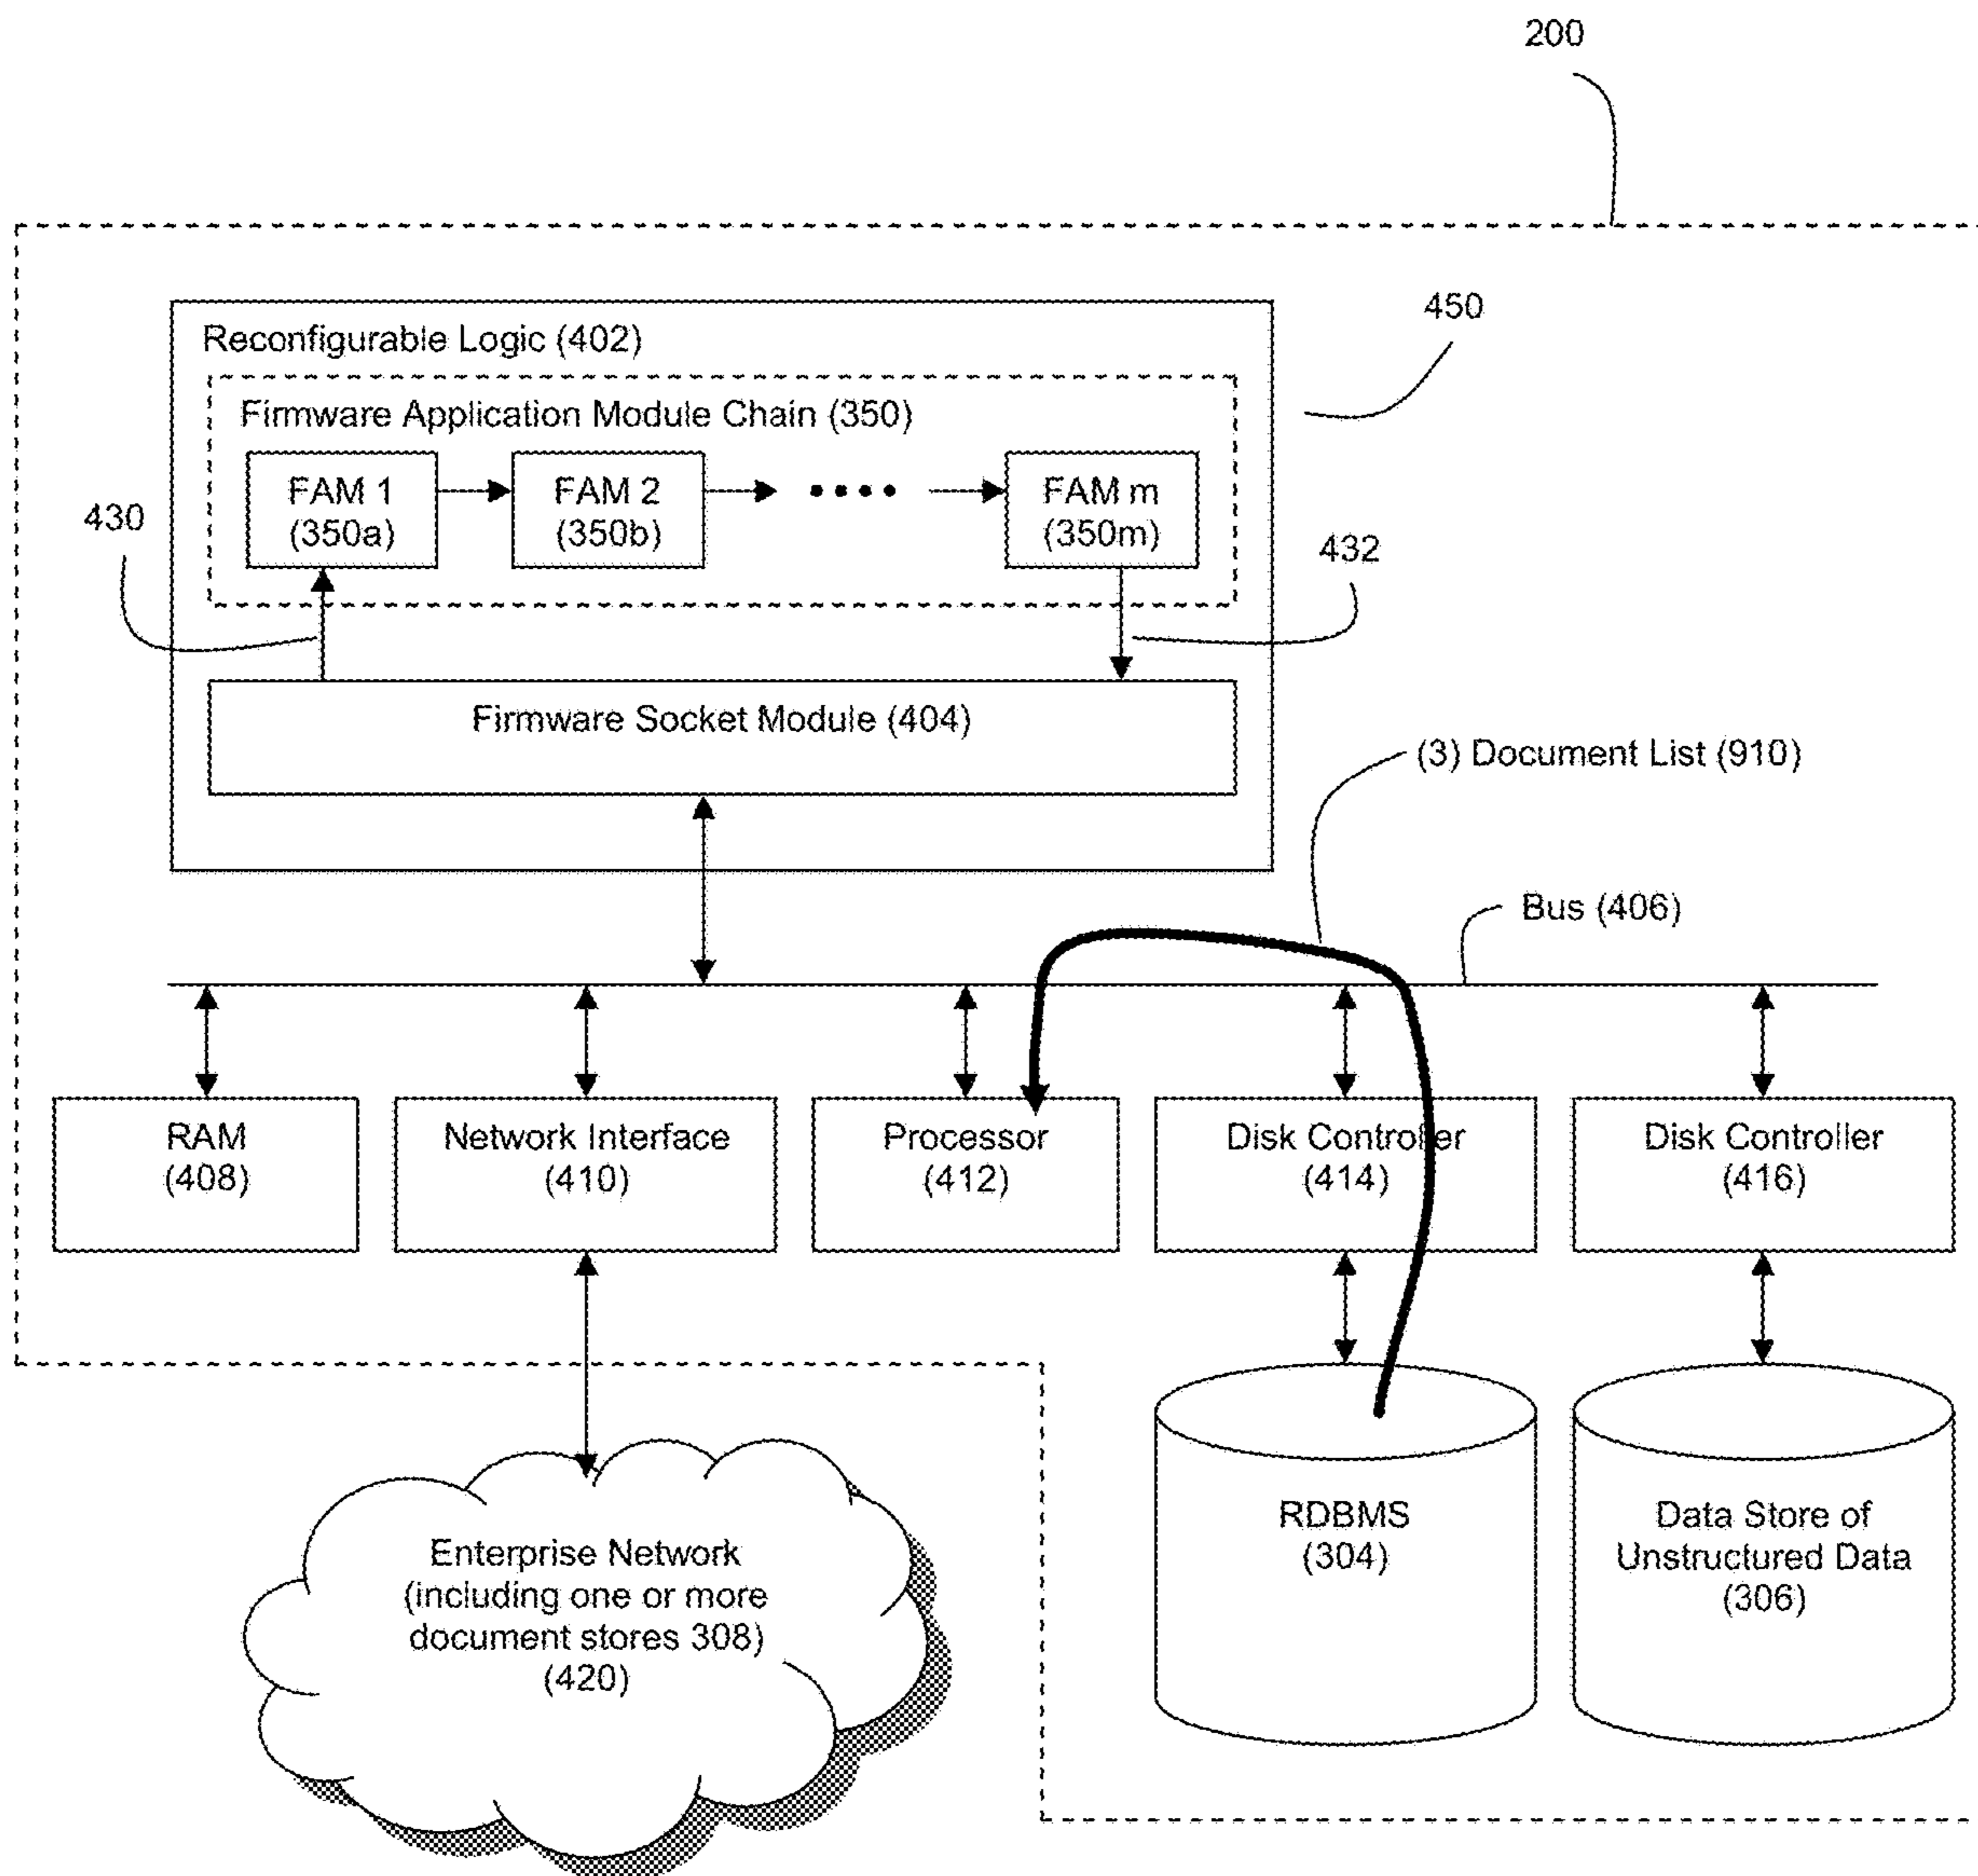 200
450
Reconfigurable Logic (402)
Firmware Application Module Chain (350)
FAM 1
(350a)
FAM 2
(350b)
FAM m
(350m)
430
432
Firmware Socket Module (404)
(3) Document List (910)
Bus (406)
RAM
(408)
Network Interface
(410)
Processor
(412)
Disk Controller
(414)
Disk Controller
(416)
Enterprise Network
(including one or more
document stores 308)
(420)
RDBMS
(304)
Data Store of
Unstructured Data
(306)